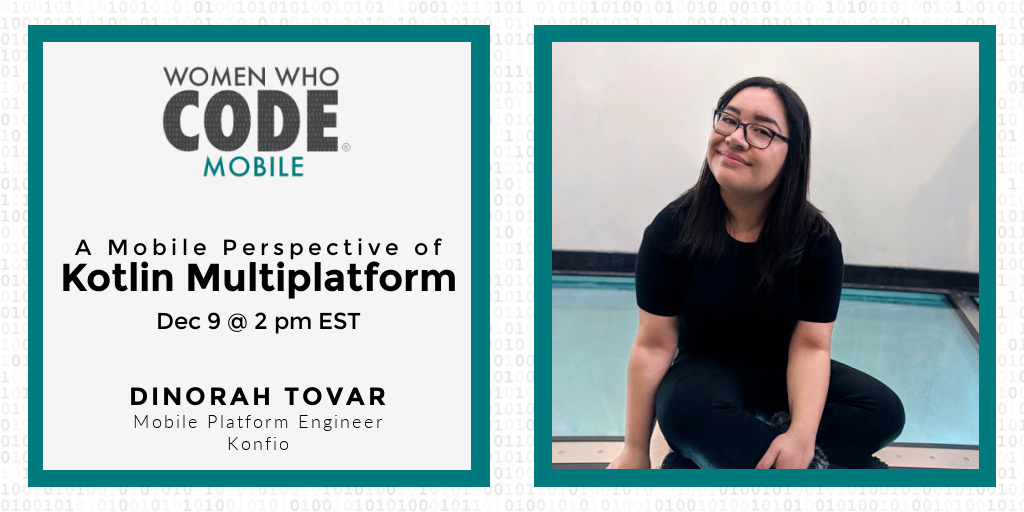 WOMEN WHO
CODE®
MOBILE
A Mobile Perspective of
Kotlin Multiplatform
Dec 9 @ 2 pm EST
DINORAH TOVAR
Mobile Platform Engineer
Konfio